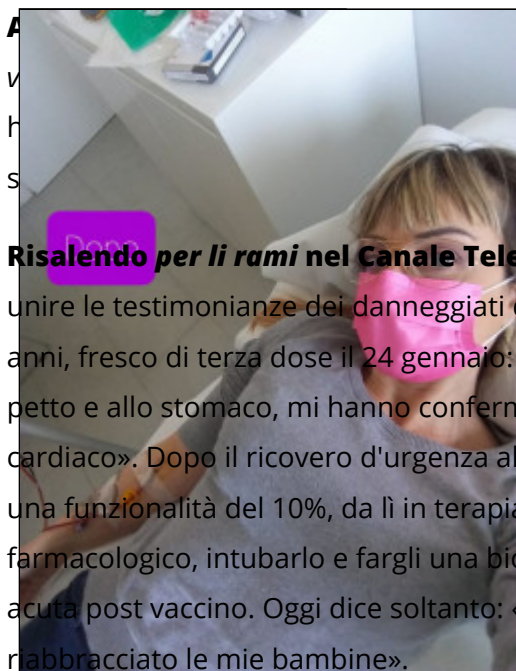 A
v
h
s
Dopo
Risalendo per li rami nel Canale Tele
unire le testimonianze dei danneggiati
anni, fresco di terza dose il 24 gennaio:
petto e allo stomaco, mi hanno conferm
cardiaco». Dopo il ricovero d'urgenza al
una funzionalità del 10%, da lì in terapia
farmacologico, intubarlo e fargli una bio
acuta post vaccino. Oggi dice soltanto: «
riabbracciato le mie bambine».